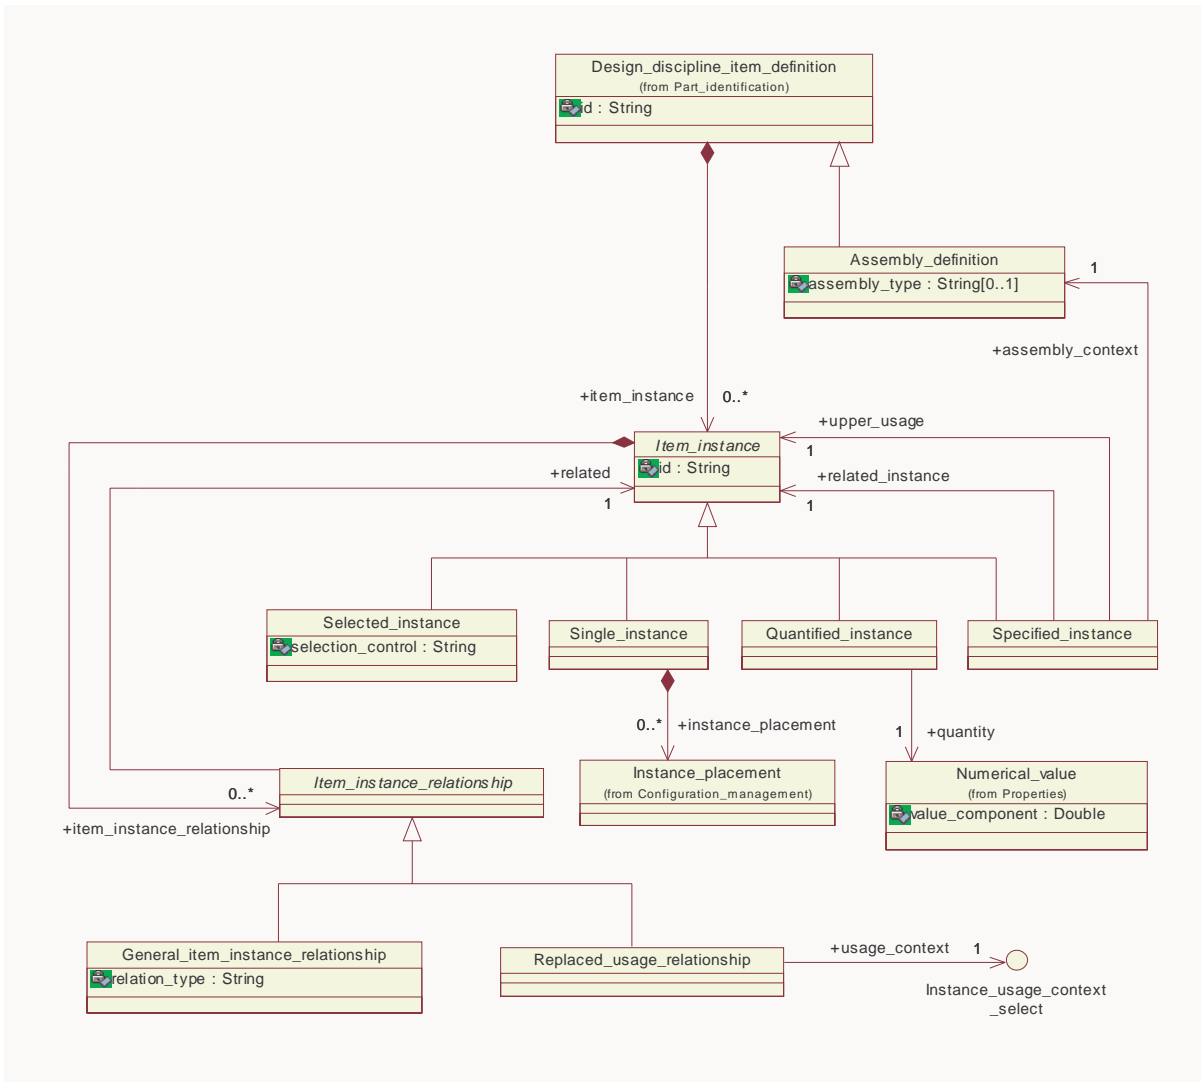 Design_discipline_item_definition
(from Part_identification)
id : String
Assembly_definition
assembly_type : String[0..1]
1
+assembly_context
+item_instance
0..*
Item_instance
id : String
+upper_usage
1
+related_instance
1
+related
1
Selected_instance
selection_control : String
Single_instance
Quantified_instance
Specified_instance
0..*
+instance_placement
1
+quantity
Instance_placement
(from Configuration_management)
Numerical_value
(from Properties)
value_component : Double
Item_instance_relationship
0..*
+item_instance_relationship
General_item_instance_relationship
relation_type : String
Replaced_usage_relationship
+usage_context
1
Instance_usage_context
_select